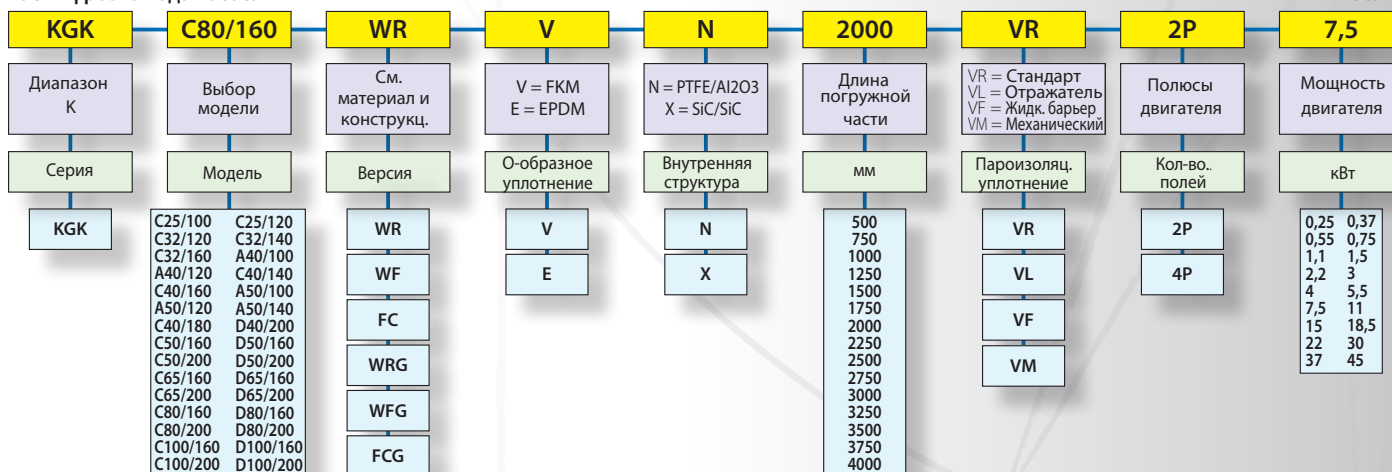 KGK C80/160 WR V N 2000 VR 2P 7,5
Диапазон
K
Выбор
модели
См.
материал и
конструкц.
V = FKM
E = EPDM
N = PTFE/Al2O3
X = SiC/SiC
Длина
погружной
части
VR = Стандарт
VL = Отражатель
VF = Жидк. барьер
VM = Механический
Полюсы
двигателя
Мощность
двигателя
Серия
Модель
Версия
О-образное
уплотнение
Внутренняя
структура
мм
Пароизоляц.
уплотнение
Кол-во..
полей
кВт
KGK
C25/100 C25/120
C32/120 C32/140
C32/160 A40/100
A40/120 C40/140
C40/160 A50/100
A50/120 A50/140
C40/180 D40/200
C50/160 D50/160
C50/200 D50/200
C65/160 D65/160
C65/200 D65/200
C80/160 D80/160
C80/200 D80/200
C100/160 D100/160
C100/200 D100/200
WR
WF
FC
WRG
WFG
FCG
V
E
N
X
500
750
1000
1250
1500
1750
2000
2250
2500
2750
3000
3250
3500
3750
4000
VR
VL
VF
VM
2P
4P
0,25 0,37
0,55 0,75
1,1 1,5
2,2 3
4 5,5
7,5 11
15 18,5
22 30
37 45